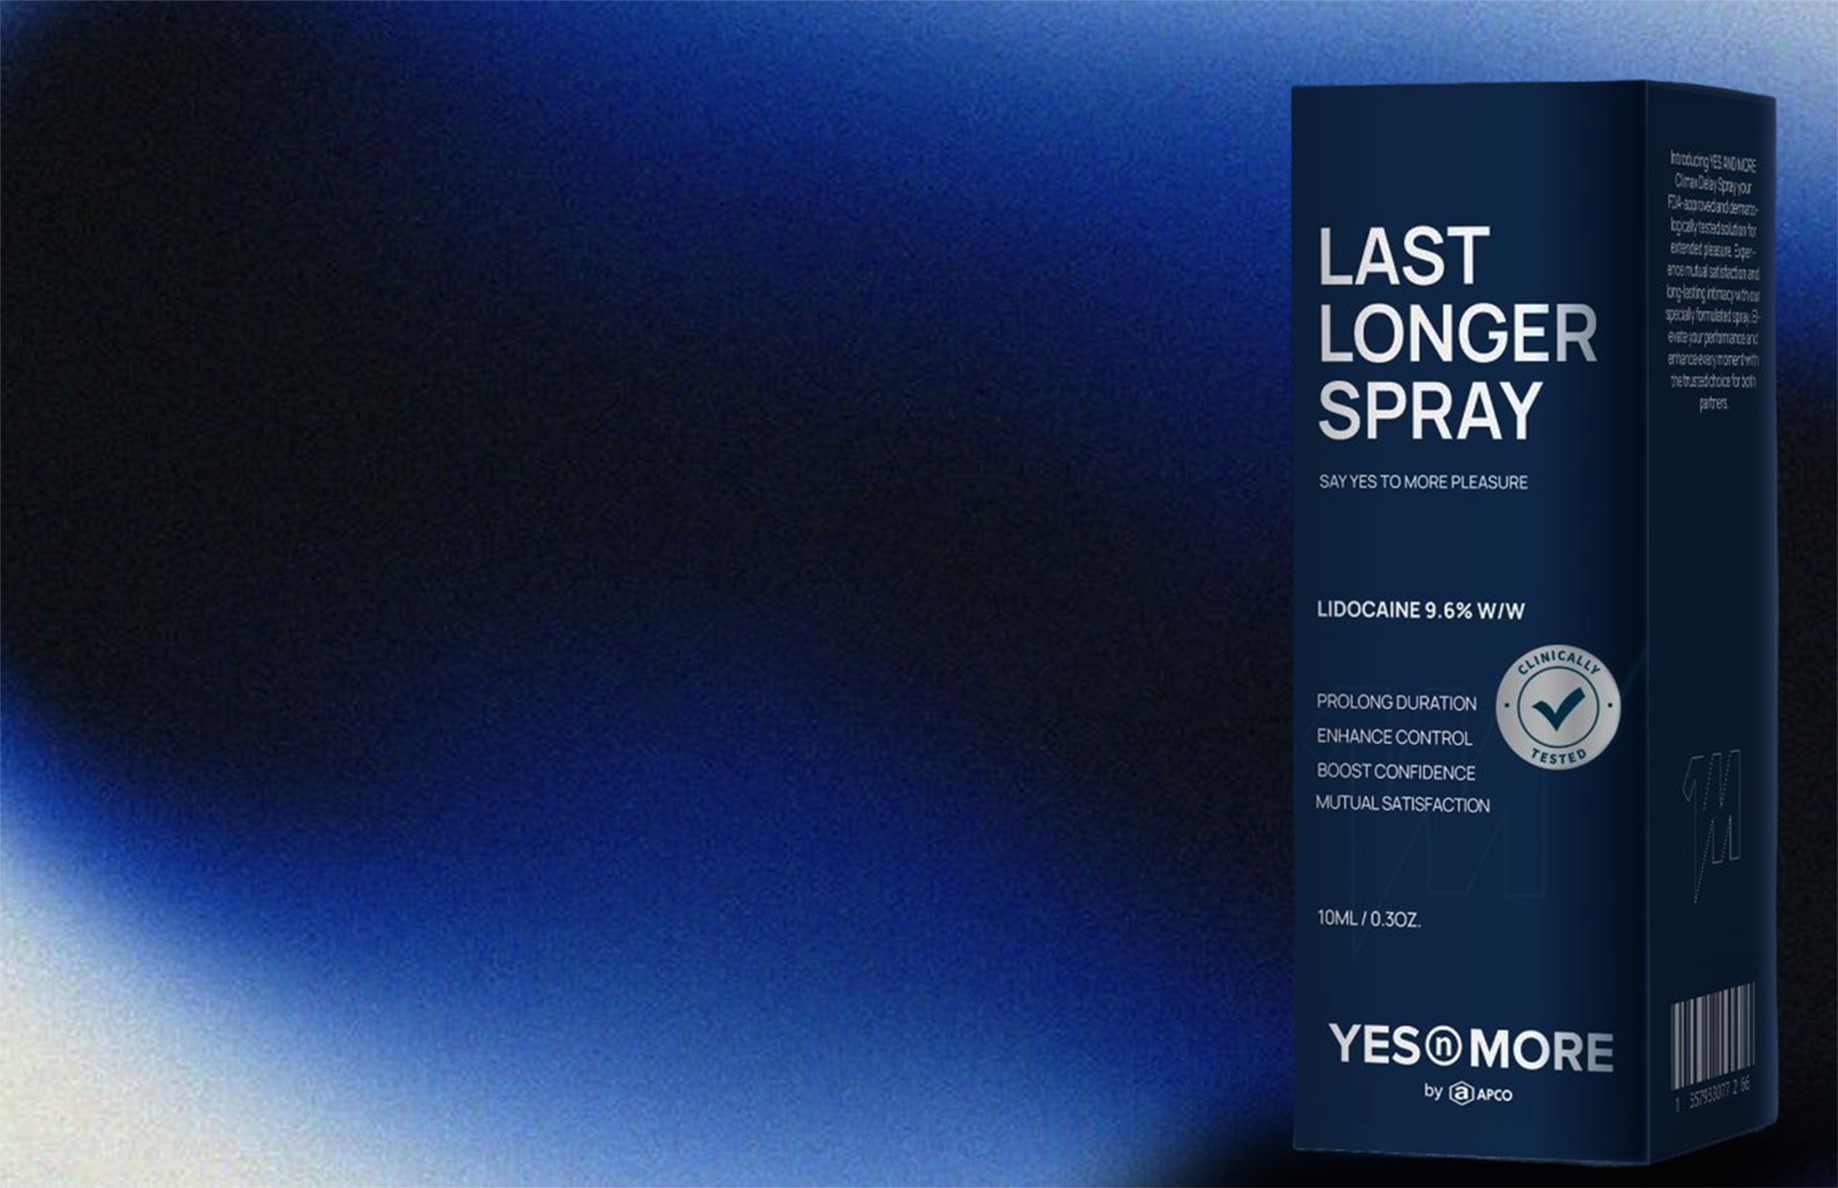 LAST
LONGER
SPRAY
SAY YES TO MORE PLEASURE
LIDOCAINE 9.6% W/W
CLINICALLY
TESTED
PROLONG DURATION
ENHANCE CONTROL
BOOST CONFIDENCE
MUTUAL SATISFACTION
10ML / 0.3OZ.
YES n MORE
by a APCO
Introducing YES AND MORE
Climax Delay Spray your
FDA-approved and dermato-
logically tested solution for
extended pleasure. Experi-
ence mutual satisfaction and
long-lasting intimacy with our
specially formulated spray. El-
evate your performance and
enhance every moment with
the trusted choice for both
partners.